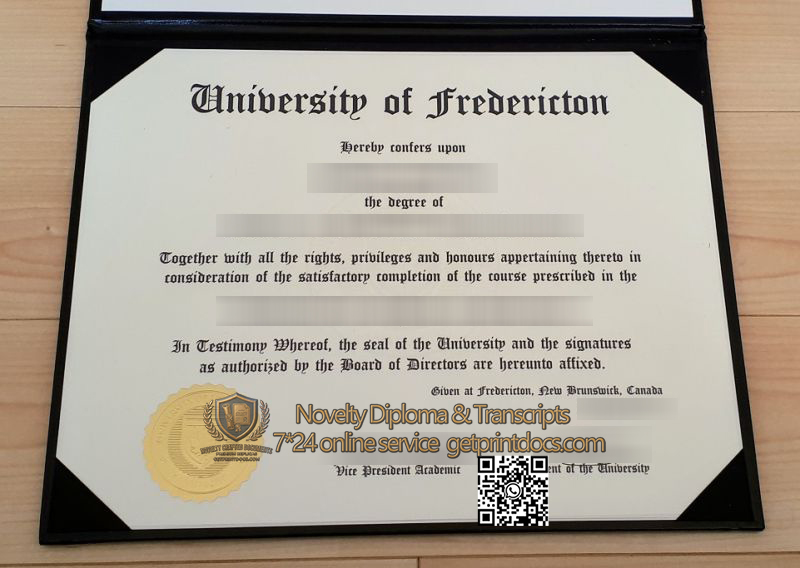 University of Fredericton
Hereby confers upon
the degree of
Together with all the rights, privileges and honours appertaining thereto in
consideration of the satisfactory completion of the course prescribed in the
In Testimony Whereof, the seal of the University and the signatures
as authorized by the Board of Directors are hereunto affixed.
Given at Fredericton, New Brunswick, Canada
Novelty Diploma & Transcripts
7*24 online service getprintdocs.com
GETPRINTDOCS.COM
Vice President Academic
ent of the University